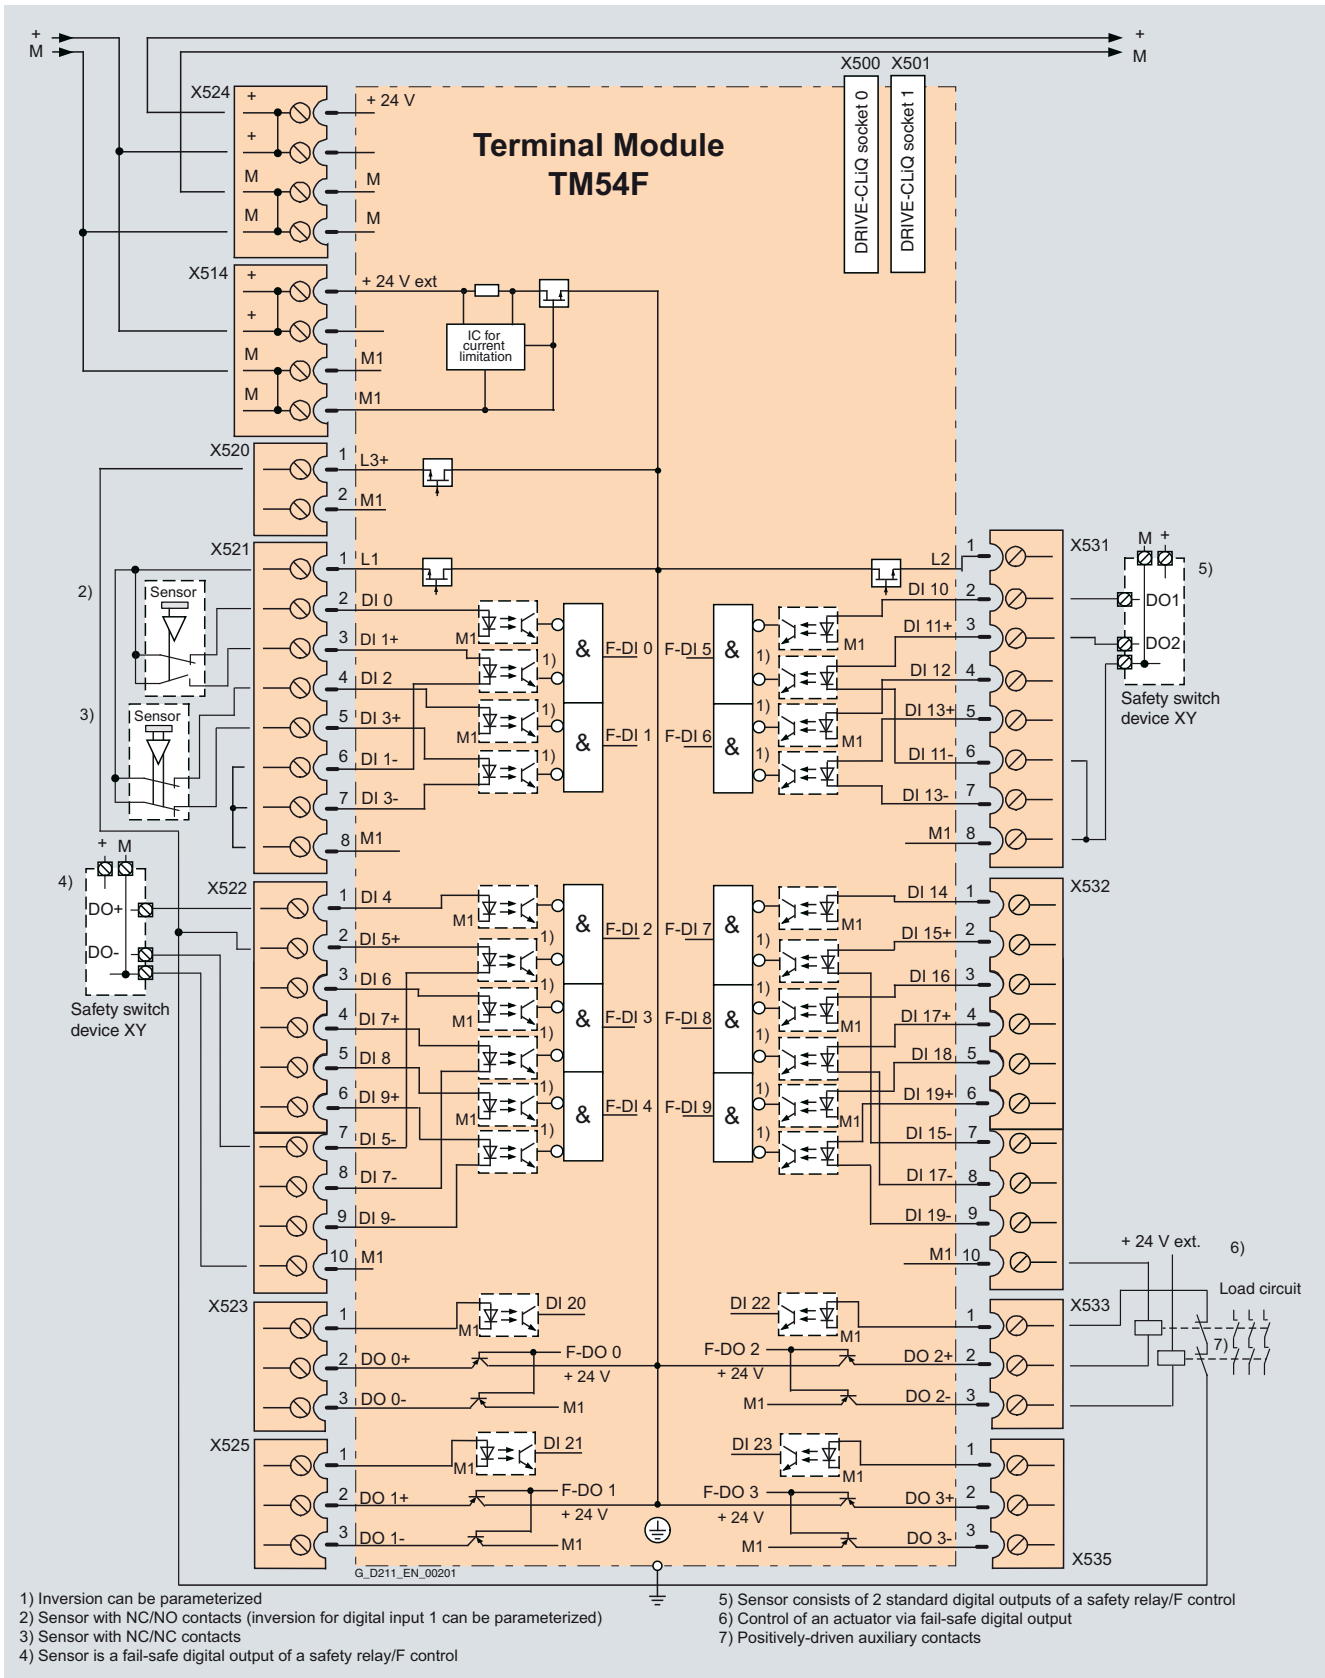 + +
M M
X500 X501
X524
+ + 24 V
+
M M
M M
Terminal Module
TM54F
DRIVE-CLiQ socket 0
DRIVE-CLiQ socket 1
X514
+ + 24 V ext
+
M M1
M M1
IC for
current
limitation
X520
1 L3+
2 M1
X521
1 L1
2 DI 0
3 DI 1+
4 DI 2
5 DI 3+
6 DI 1-
7 DI 3-
8 M1
2)
Sensor
3)
Sensor
M1 1) & F-DI 0
1) M1 1) & F-DI 1
F-DI 5 & 1) M1
F-DI 6 & 1) 1) M1
X531
L2 1
DI 10 2
DI 11+ 3
DI 12 4
DI 13+ 5
DI 11- 6
DI 13- 7
M1 8
M +
5)
DO1
DO2
Safety switch
device XY
+ M
4)
DO+
DO-
Safety switch
device XY
X522
1 DI 4
2 DI 5+
3 DI 6
4 DI 7+
5 DI 8
6 DI 9+
7 DI 5-
8 DI 7-
9 DI 9-
10 M1
M1 1) & F-DI 2
M1 1) 1) & F-DI 3
M1 1) 1) & F-DI 4
F-DI 7 & 1) M1
F-DI 8 & 1) 1) M1
F-DI 9 & 1) 1) M1
X532
DI 14 1
DI 15+ 2
DI 16 3
DI 17+ 4
DI 18 5
DI 19+ 6
DI 15- 7
DI 17- 8
DI 19- 9
M1 10
+ 24 V ext. 6)
Load circuit
7)
X523
1 M1 DI 20
2 DO 0+ F-DO 0
+ 24 V
3 DO 0- M1
X533
DI 22 M1 1
F-DO 2 DO 2+ 2
+ 24 V
M1 DO 2- 3
X525
1 M1 DI 21
2 DO 1+ F-DO 1
+ 24 V
3 DO 1- M1
DI 23 M1 1
F-DO 3 DO 3+ 2
+ 24 V
M1 DO 3- 3
X535
G_D211_EN_00201
1) Inversion can be parameterized
2) Sensor with NC/NO contacts (inversion for digital input 1 can be parameterized)
3) Sensor with NC/NC contacts
4) Sensor is a fail-safe digital output of a safety relay/F control
5) Sensor consists of 2 standard digital outputs of a safety relay/F control
6) Control of an actuator via fail-safe digital output
7) Positively-driven auxiliary contacts